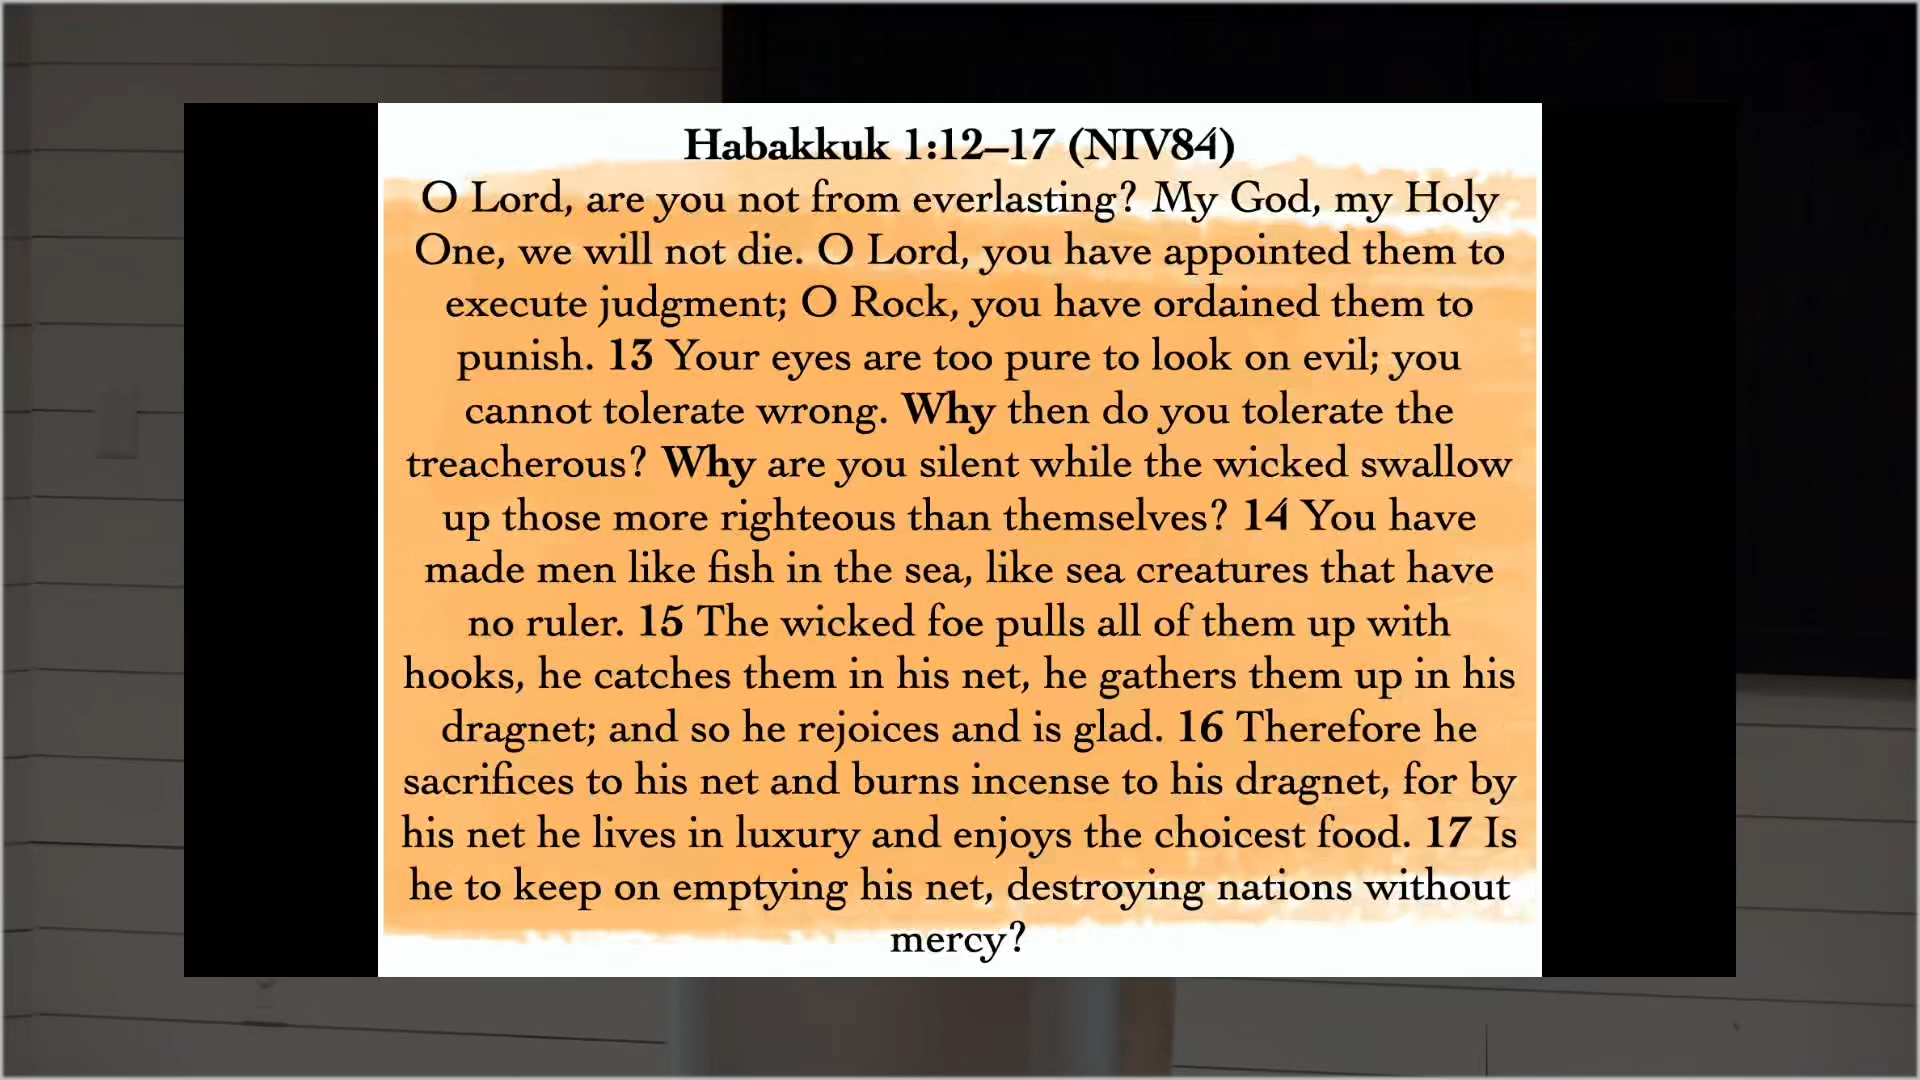 Habakkuk 1:12–17 (NIV84)
O Lord, are you not from everlasting? My God, my Holy
One, we will not die. O Lord, you have appointed them to
execute judgment; O Rock, you have ordained them to
punish. 13 Your eyes are too pure to look on evil; you
cannot tolerate wrong. Why then do you tolerate the
treacherous? Why are you silent while the wicked swallow
up those more righteous than themselves? 14 You have
made men like fish in the sea, like sea creatures that have
no ruler. 15 The wicked foe pulls all of them up with
hooks, he catches them in his net, he gathers them up in his
dragnet; and so he rejoices and is glad. 16 Therefore he
sacrifices to his net and burns incense to his dragnet, for by
his net he lives in luxury and enjoys the choicest food. 17 Is
he to keep on emptying his net, destroying nations without
mercy?